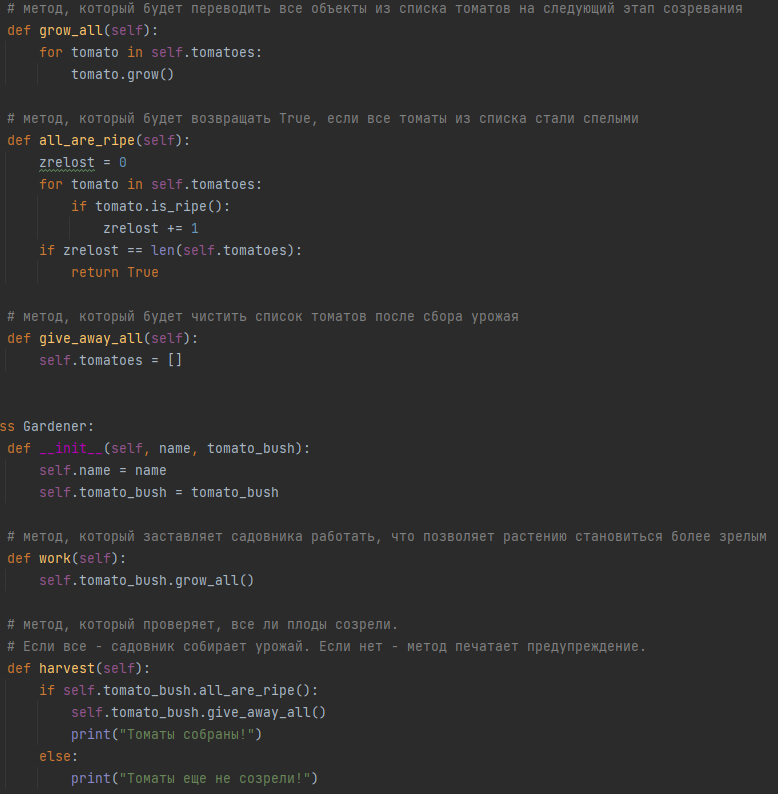 # метод, который будет переводить все объекты из списка томатов на следующий этап созревания
def grow_all(self):
    for tomato in self.tomatoes:
        tomato.grow()

# метод, который будет возвращать True, если все томаты из списка стали спелыми
def all_are_ripe(self):
    zrelost = 0
    for tomato in self.tomatoes:
        if tomato.is_ripe():
            zrelost += 1
    if zrelost == len(self.tomatoes):
        return True

# метод, который будет чистить список томатов после сбора урожая
def give_away_all(self):
    self.tomatoes = []

ss Gardener:
def __init__(self, name, tomato_bush):
    self.name = name
    self.tomato_bush = tomato_bush

# метод, который заставляет садовника работать, что позволяет растению становиться более зрелым
def work(self):
    self.tomato_bush.grow_all()

# метод, который проверяет, все ли плоды созрели.
# Если все - садовник собирает урожай. Если нет - метод печатает предупреждение.
def harvest(self):
    if self.tomato_bush.all_are_ripe():
        self.tomato_bush.give_away_all()
        print("Томаты собраны!")
    else:
        print("Томаты еще не созрели!")